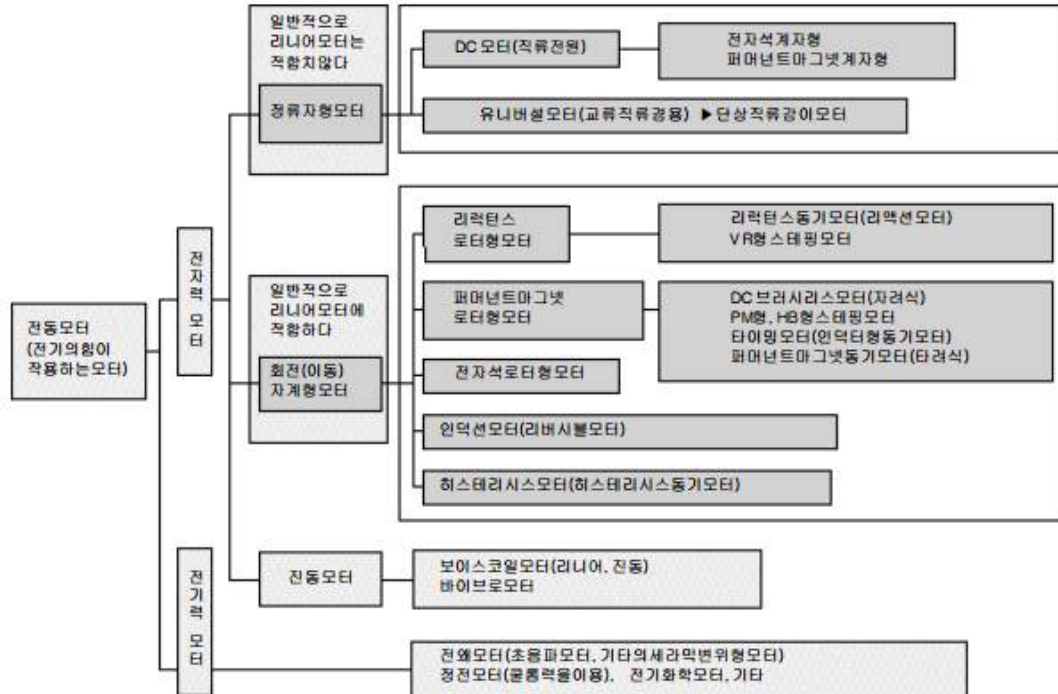 전동모터
(전기의힘이
작용하는모터)
전자력 모터
일반적으로
리니어모터는
적합치않다
정류자형모터
DC 모터(직류전원)
전자석계자형
퍼머넌트마그넷계자형
유니버설모터(교류직류겸용) ▶단상직류감이모터
일반적으로
리니어모터에
적합하다
회전(이동)
자계형모터
리럭턴스
로터형모터
리럭턴스동기모터(리액션모터)
VR형스테핑모터
퍼머넌트마그넷
로터형모터
DC브러시리스모터(자려식)
PM형, HB형스테핑모터
타이밍모터(인덕터형동기모터)
퍼머넌트마그넷동기모터(타려식)
전자석로터형모터
인덕션모터(리버시블모터)
히스테리시스모터(히스테리시스동기모터)
진동모터
보이스코일모터(리니어, 진동)
바이브로모터
전기력 모터
전왜모터(초음파모터, 기타의세라믹변위형모터)
정전모터(쿨롱력을이용), 전기화학모터, 기타